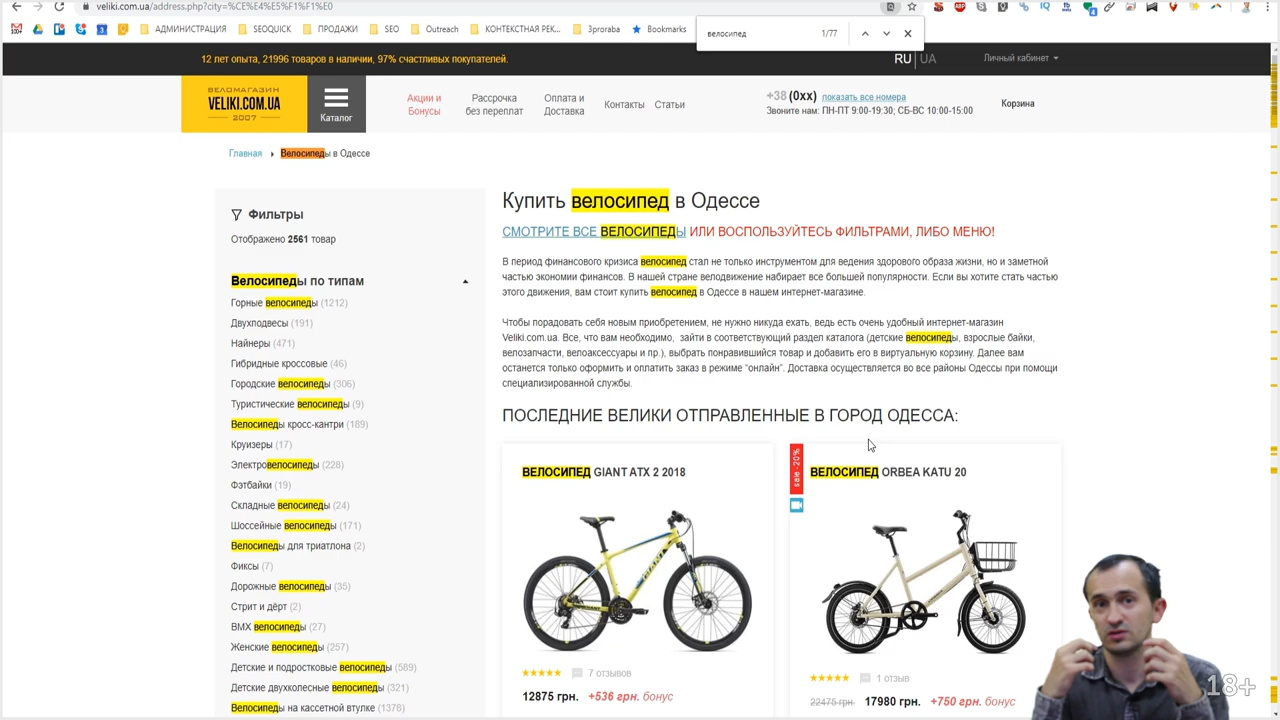 veliki.com.ua/address.php?city=%CE%E4%E5%F1%F1%E0
АДМИНИСТРАЦИЯ
SEOQUICK
ПРОДАЖИ
SEO
Outreach
КОНТЕКСТНАЯ РЕК...
3proraba
Bookmarks
велосипед
1/77
12 лет опыта, 21996 товаров в наличии, 97% счастливых покупателей.
RU | UA
Личный кабинет
ВЕЛОМАГАЗИН
VELIKI.COM.UA
2007
Каталог
Акции и
Бонусы
Рассрочка
без переплат
Оплата и
Доставка
Контакты
Статьи
+38 (0xx) показать все номера
Звоните нам: ПН-ПТ 9:00-19:30; СБ-ВС 10:00-15:00
Корзина
Главная
Велосипеды в Одессе
Фильтры
Отображено 2561 товар
Велосипеды по типам
Горные велосипеды (1212)
Двухподвесы (191)
Найнеры (471)
Гибридные кроссовые (46)
Городские велосипеды (306)
Туристические велосипеды (9)
Велосипеды кросс-кантри (189)
Круизеры (17)
Электровелосипеды (228)
Фэтбайки (19)
Складные велосипеды (24)
Шоссейные велосипеды (171)
Велосипеды для триатлона (2)
Фиксы (7)
Дорожные велосипеды (35)
Стрит и дёрт (2)
BMX велосипеды (27)
Женские велосипеды (257)
Детские и подростковые велосипеды (589)
Детские двухколесные велосипеды (321)
Велосипеды на кассетной втулке (1378)
Купить велосипед в Одессе
СМОТРИТЕ ВСЕ ВЕЛОСИПЕДЫ ИЛИ ВОСПОЛЬЗУЙТЕСЬ ФИЛЬТРАМИ, ЛИБО МЕНЮ!
В период финансового кризиса велосипед стал не только инструментом для ведения здорового образа жизни, но и заметной
частью экономии финансов. В нашей стране велодвижение набирает все большей популярности. Если вы хотите стать частью
этого движения, вам стоит купить велосипед в Одессе в нашем интернет-магазине.
Чтобы порадовать себя новым приобретением, не нужно никуда ехать, ведь есть очень удобный интернет-магазин
Veliki.com.ua. Все, что вам необходимо, зайти в соответствующий раздел каталога (детские велосипеды, взрослые байки,
велозапчасти, велоаксессуары и пр.), выбрать понравившийся товар и добавить его в виртуальную корзину. Далее вам
останется только оформить и оплатить заказ в режиме "онлайн". Доставка осуществляется во все районы Одессы при помощи
специализированной службы.
ПОСЛЕДНИЕ ВЕЛИКИ ОТПРАВЛЕННЫЕ В ГОРОД ОДЕССА:
ВЕЛОСИПЕД GIANT ATX 2 2018
7 отзывов
12875 грн. +536 грн. бонус
sale -20%
ВЕЛОСИПЕД ORBEA KATU 20
1 отзыв
22475 грн. 17980 грн. +750 грн. бонус
18+